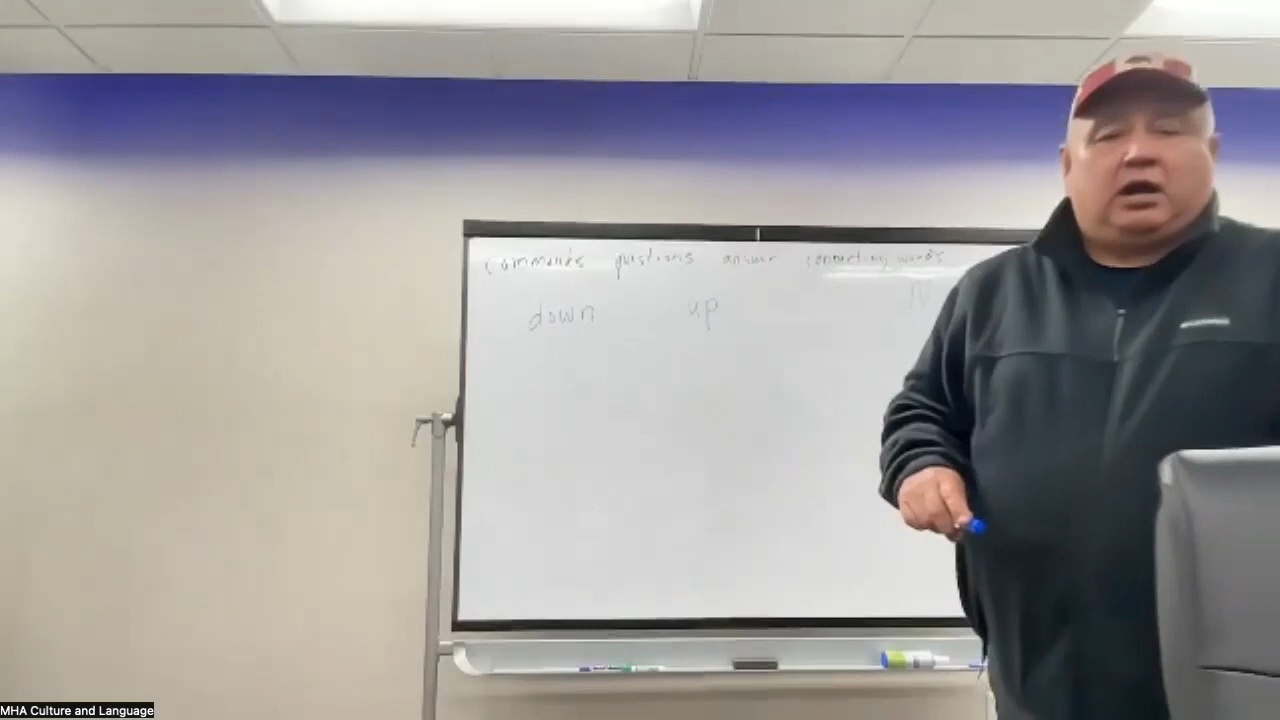 commands questions answer connecting words
down up
MHA Culture and Language